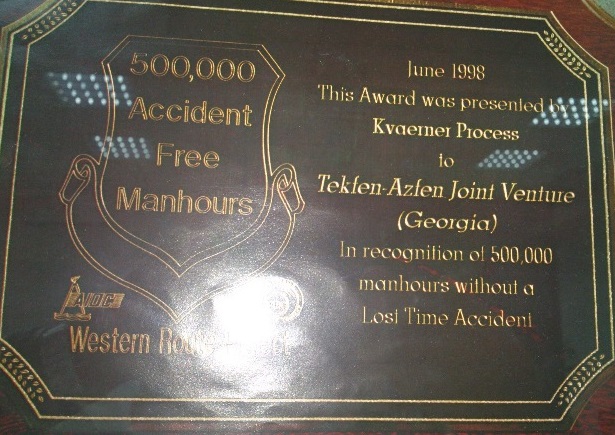 500,000
Accident
Free
Manhours
AIOC
Western
June 1998
This Award was presented by
Kvaerner Process
to
Tekfen-Azfen Joint Venture
(Georgia)
In recognition of 500,000
manhours without a
Lost Time Accident